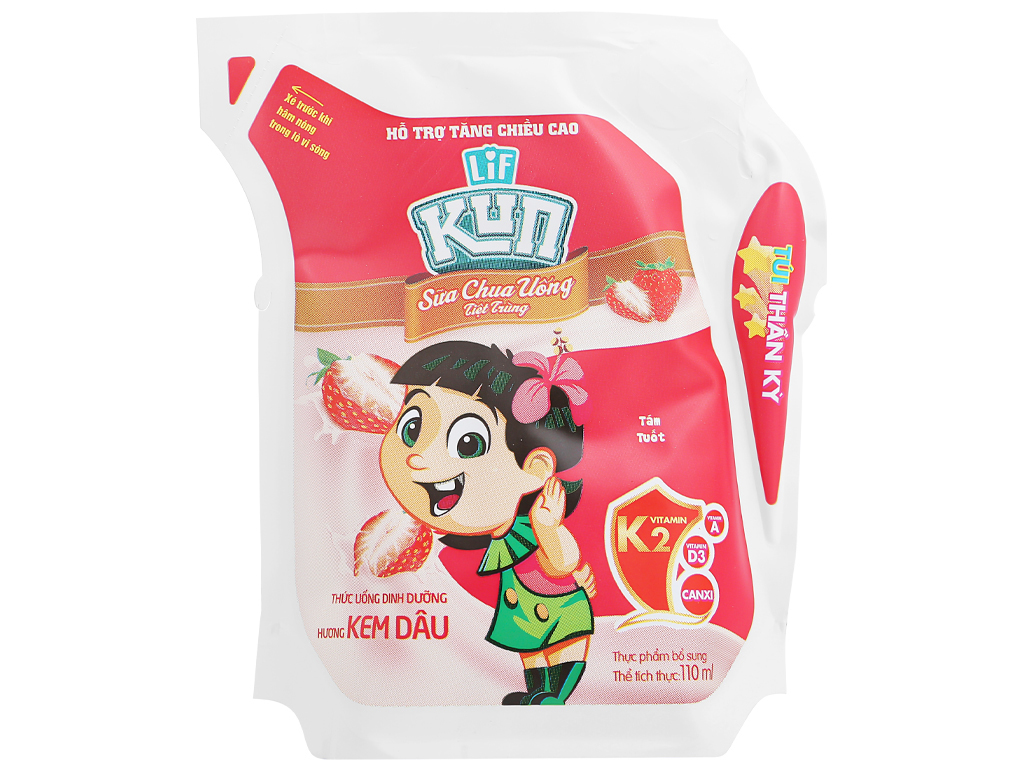 Xé trước khi
hâm nóng
trong lò vi sóng
HỖ TRỢ TĂNG CHIỀU CAO
LiF
KUN
Sữa Chua Uống
Tiệt Trùng
TÚI THẦN KỲ
Tám
Tuốt
VITAMIN
K2
VITAMIN
A
VITAMIN
D3
CANXI
THỨC UỐNG DINH DƯỠNG
HƯƠNG KEM DÂU
Thực phẩm bổ sung
Thể tích thực: 110 ml